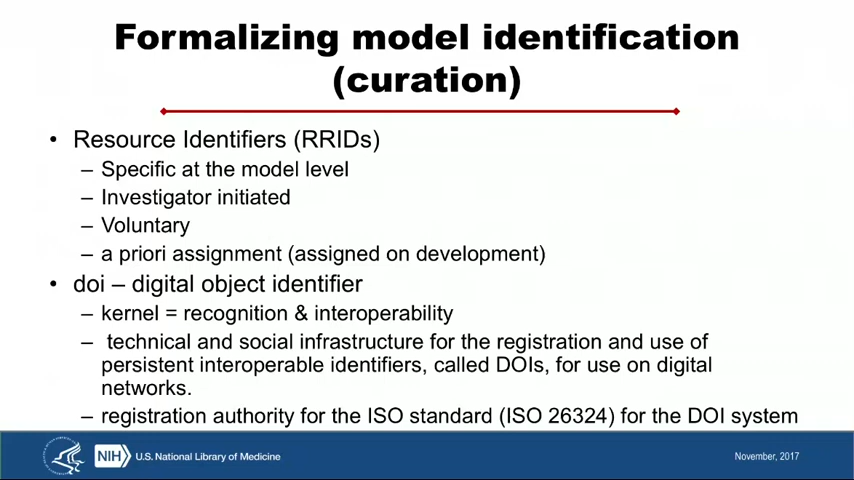 Formalizing model identification
(curation)
• Resource Identifiers (RRIDs)
– Specific at the model level
– Investigator initiated
– Voluntary
– a priori assignment (assigned on development)
• doi – digital object identifier
– kernel = recognition & interoperability
– technical and social infrastructure for the registration and use of
persistent interoperable identifiers, called DOIs, for use on digital
networks.
– registration authority for the ISO standard (ISO 26324) for the DOI system
NIH U.S. National Library of Medicine
November, 2017